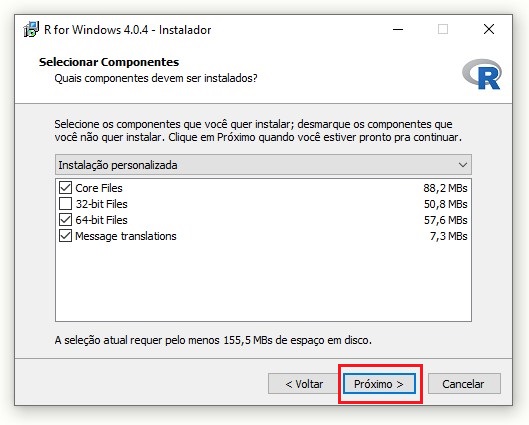 R for Windows 4.0.4 - Instalador
Selecionar Componentes
Quais componentes devem ser instalados?
R
Selecione os componentes que você quer instalar; desmarque os componentes que
você não quer instalar. Clique em Próximo quando você estiver pronto pra continuar.
Instalação personalizada
Core Files 88,2 MBs
32-bit Files 50,8 MBs
64-bit Files 57,6 MBs
Message translations 7,3 MBs
A seleção atual requer pelo menos 155,5 MBs de espaço em disco.
< Voltar Próximo > Cancelar